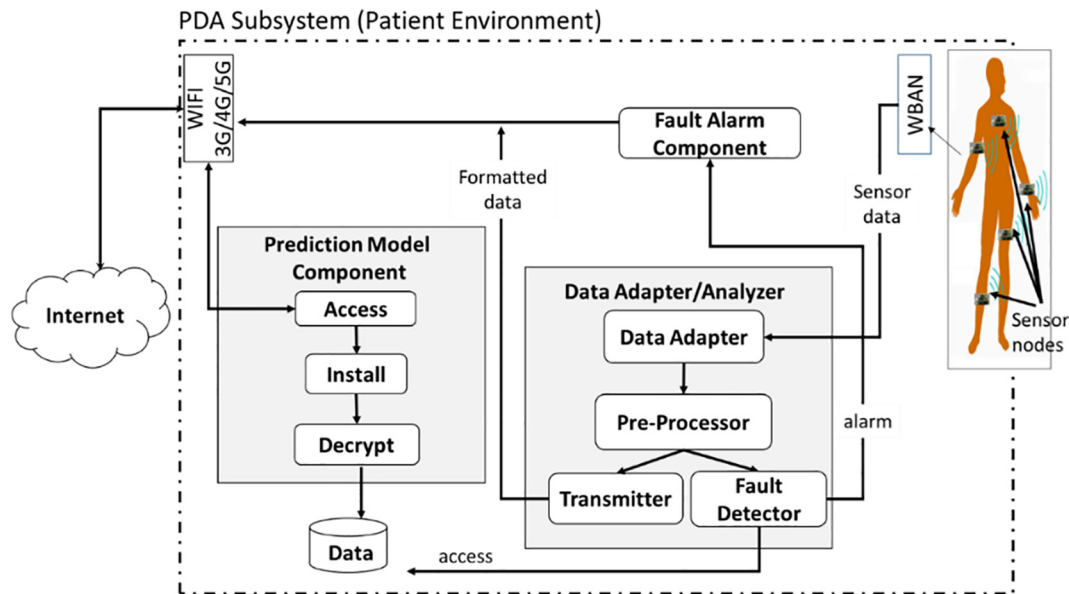 PDA Subsystem (Patient Environment)
WIFI
3G/4G/5G
WBAN
Fault Alarm
Component
Formatted
data
Sensor
data
Prediction Model
Component
Access
Install
Decrypt
Data
Internet
Data Adapter/Analyzer
Data Adapter
Pre-Processor
Transmitter
Fault
Detector
alarm
access
Sensor
nodes